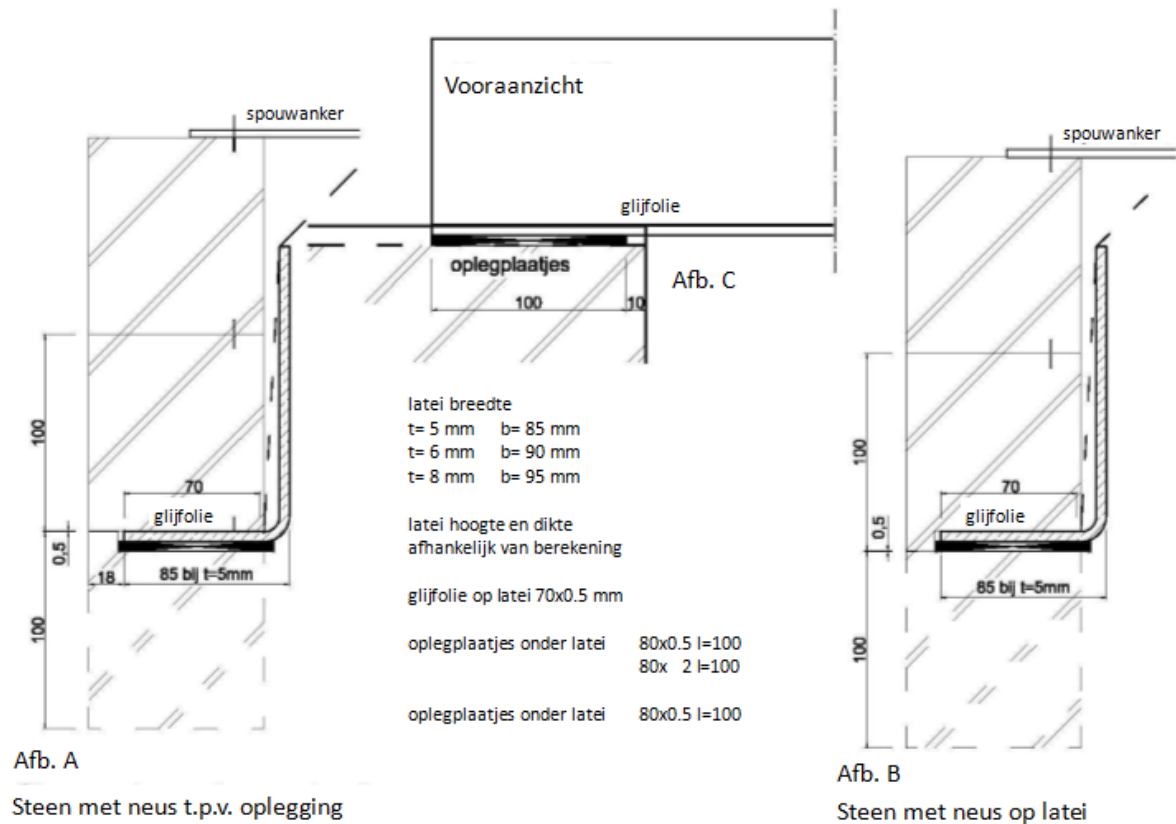 Vooraanzicht
spouwanker
spouwanker
glijfolie
oplegplaatjes
Afb. C
100
10
100
70
glijfolie
0,5
18
85 bij t=5mm
100
latei breedte
t= 5 mm b= 85 mm
t= 6 mm b= 90 mm
t= 8 mm b= 95 mm
latei hoogte en dikte
afhankelijk van berekening
glijfolie op latei 70x0.5 mm
oplegplaatjes onder latei 80x0.5 l=100
80x 2 l=100
oplegplaatjes onder latei 80x0.5 l=100
100
70
glijfolie
0,5
85 bij t=5mm
100
Afb. A
Steen met neus t.p.v. oplegging
Afb. B
Steen met neus op latei